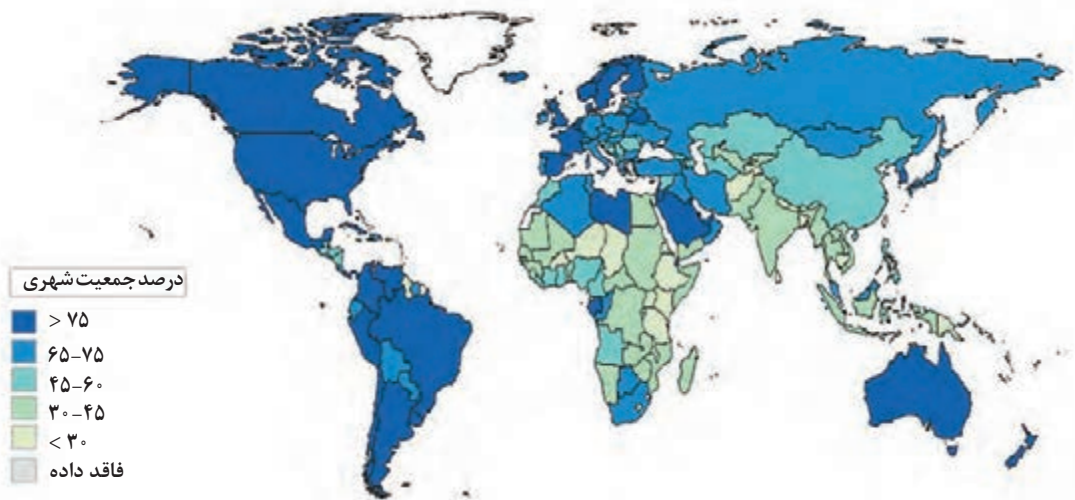 درصد جمعیت شهری
> ۷۵
۶۵–۷۵
۴۵–۶۰
۳۰–۴۵
< ۳۰
فاقد داده